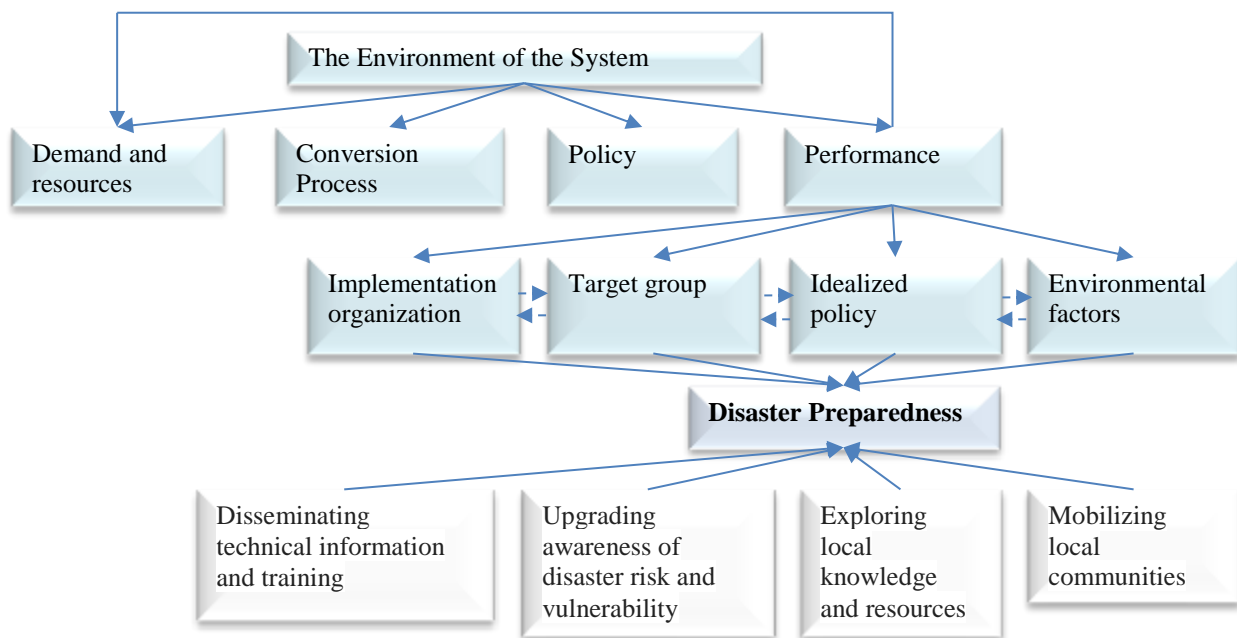 The Environment of the System
Demand and
resources
Conversion
Process
Policy
Performance
Implementation
organization
Target group
Idealized
policy
Environmental
factors
Disaster Preparedness
Disseminating
technical information
and training
Upgrading
awareness of
disaster risk and
vulnerability
Exploring
local
knowledge
and resources
Mobilizing
local
communities